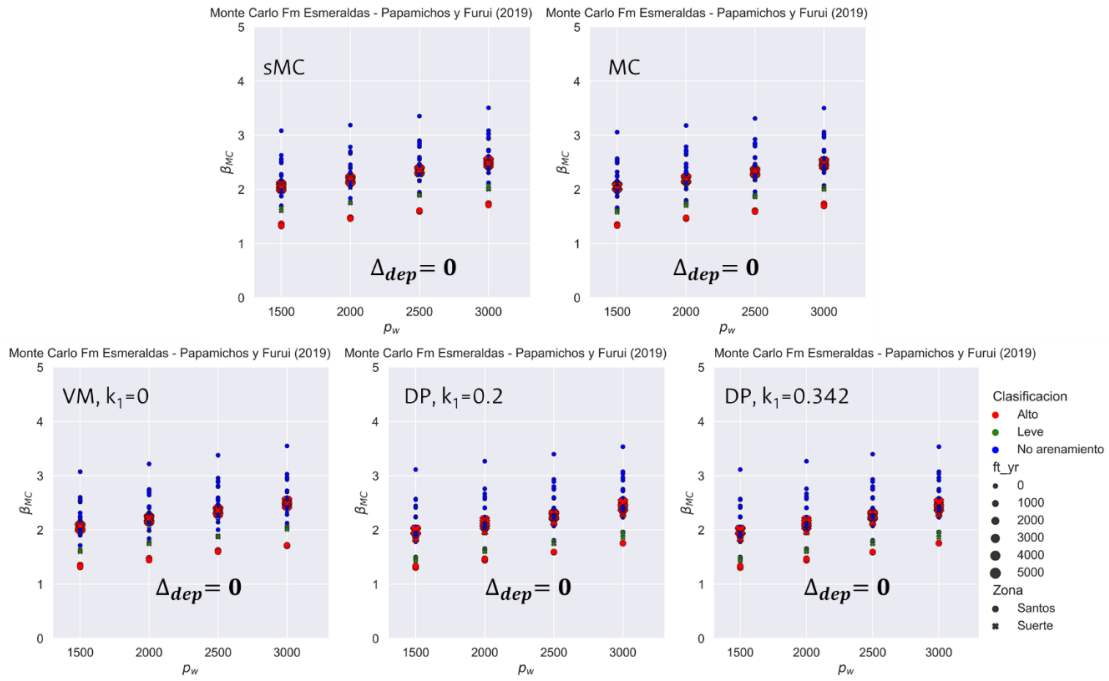 Monte Carlo Fm Esmeraldas - Papamichos y Furui (2019)
5
4
3
2
1
0
β_MC
sMC
Δ_dep = 0
1500 2000 2500 3000
p_w
Monte Carlo Fm Esmeraldas - Papamichos y Furui (2019)
5
4
3
2
1
0
β_MC
MC
Δ_dep = 0
1500 2000 2500 3000
p_w
Monte Carlo Fm Esmeraldas - Papamichos y Furui (2019)
5
4
3
2
1
0
β_MC
VM, k₁=0
Δ_dep = 0
1500 2000 2500 3000
p_w
Monte Carlo Fm Esmeraldas - Papamichos y Furui (2019)
5
4
3
2
1
0
β_MC
DP, k₁=0.2
Δ_dep = 0
1500 2000 2500 3000
p_w
Monte Carlo Fm Esmeraldas - Papamichos y Furui (2019)
5
4
3
2
1
0
β_MC
DP, k₁=0.342
Δ_dep = 0
1500 2000 2500 3000
p_w
Clasificacion
Alto
Leve
No arenamiento
ft_yr
0
1000
2000
3000
4000
5000
Zona
Santos
Suerte